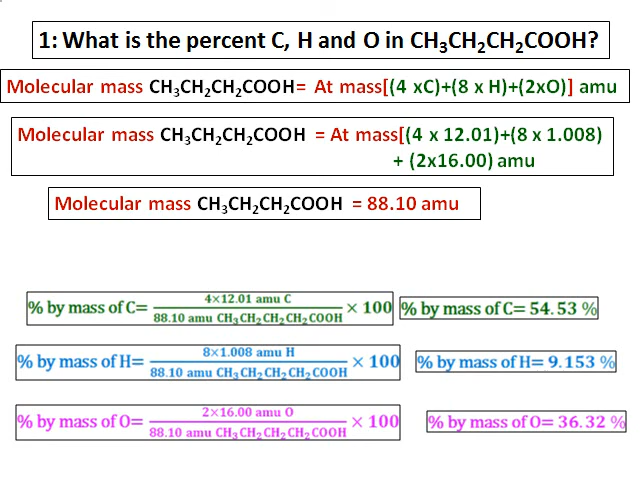 1: What is the percent C, H and O in CH₃CH₂CH₂COOH?
Molecular mass CH₃CH₂CH₂COOH= At mass[(4 xC)+(8 x H)+(2xO)] amu
Molecular mass CH₃CH₂CH₂COOH = At mass[(4 x 12.01)+(8 x 1.008)
+ (2x16.00) amu
Molecular mass CH₃CH₂CH₂COOH = 88.10 amu
% by mass of C= 4×12.01 amu C / 88.10 amu CH₃CH₂CH₂CH₂COOH × 100 % by mass of C= 54.53 %
% by mass of H= 8×1.008 amu H / 88.10 amu CH₃CH₂CH₂CH₂COOH × 100 % by mass of H= 9.153 %
% by mass of O= 2×16.00 amu O / 88.10 amu CH₃CH₂CH₂CH₂COOH × 100 % by mass of O= 36.32 %